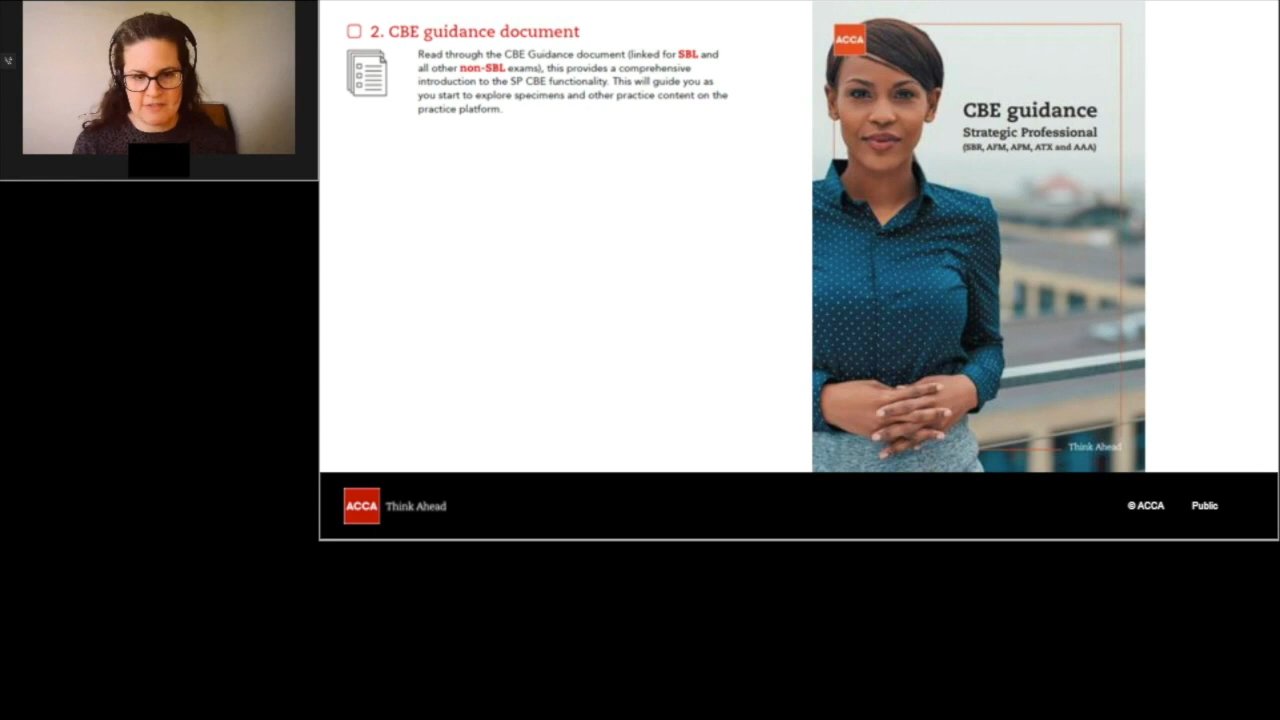 2. CBE guidance document
Read through the CBE Guidance document (linked for SBL and
all other non-SBL exams), this provides a comprehensive
introduction to the SP CBE functionality. This will guide you as
you start to explore specimens and other practice content on the
practice platform.
ACCA
CBE guidance
Strategic Professional
(SBR, AFM, APM, ATX and AAA)
Think Ahead
ACCA
Think Ahead
© ACCA
Public